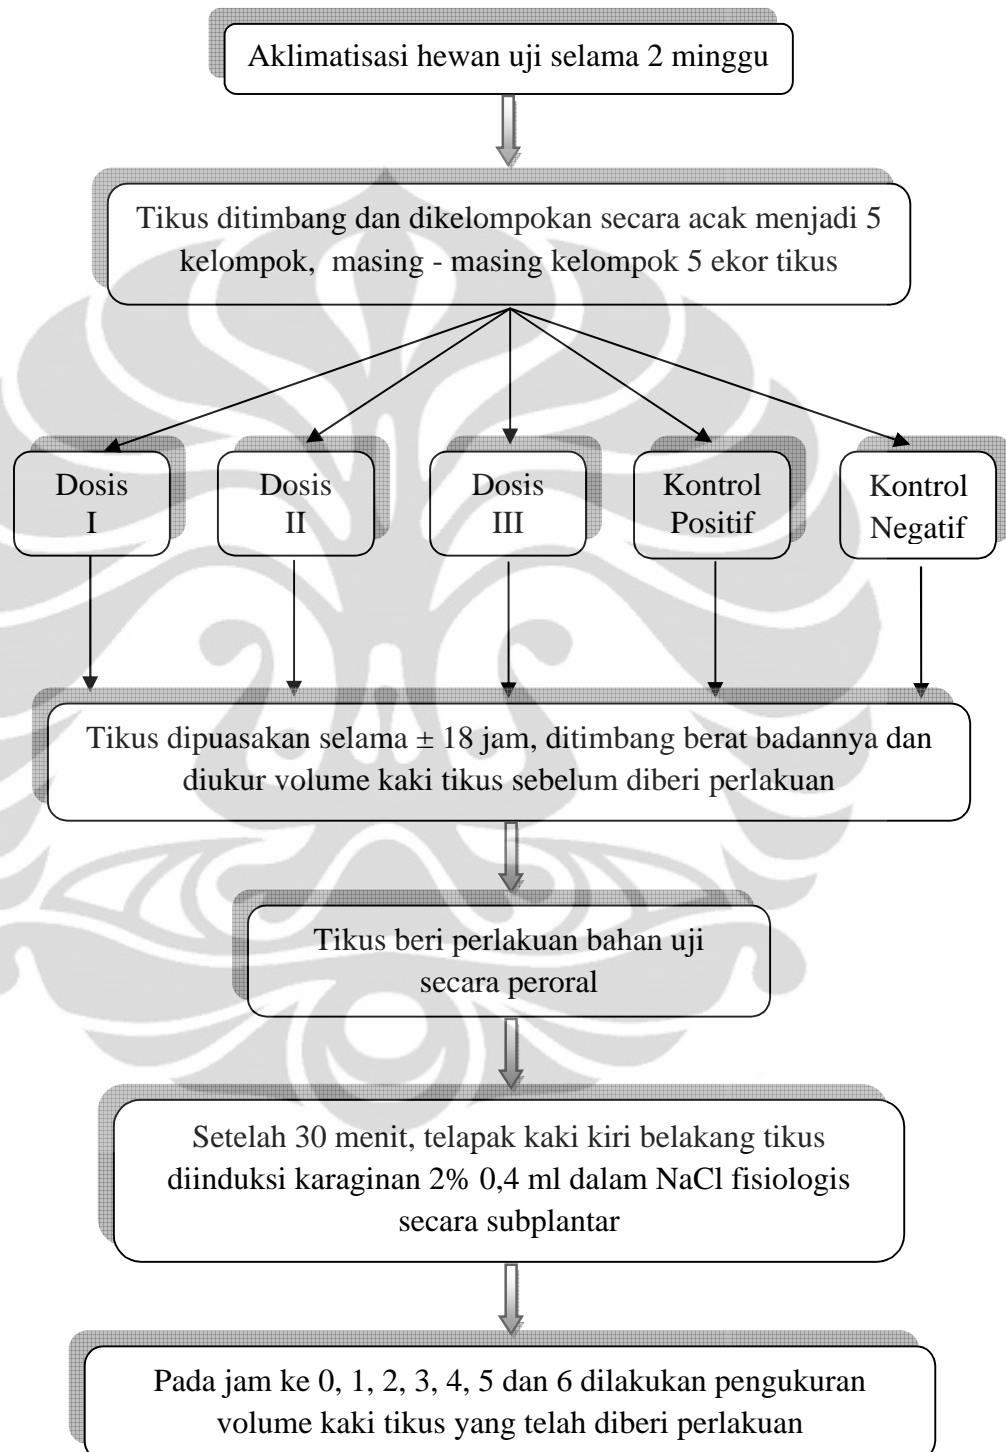 Aklimatisasi hewan uji selama 2 minggu
Tikus ditimbang dan dikelompokan secara acak menjadi 5
kelompok, masing - masing kelompok 5 ekor tikus
Dosis
I
Dosis
II
Dosis
III
Kontrol
Positif
Kontrol
Negatif
Tikus dipuasakan selama ± 18 jam, ditimbang berat badannya dan
diukur volume kaki tikus sebelum diberi perlakuan
Tikus beri perlakuan bahan uji
secara peroral
Setelah 30 menit, telapak kaki kiri belakang tikus
diinduksi karaginan 2% 0,4 ml dalam NaCl fisiologis
secara subplantar
Pada jam ke 0, 1, 2, 3, 4, 5 dan 6 dilakukan pengukuran
volume kaki tikus yang telah diberi perlakuan